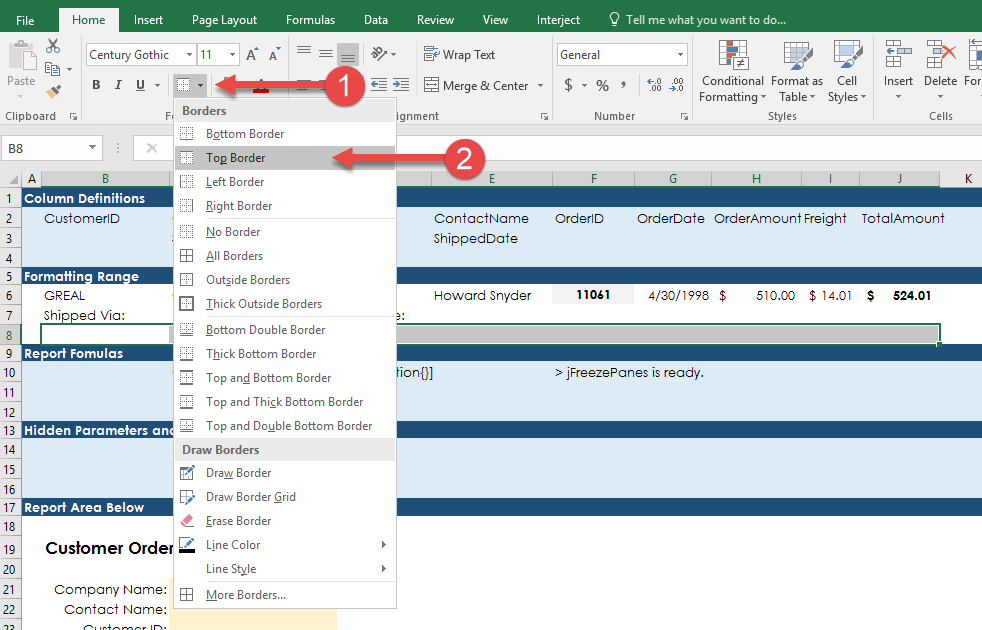 File Home Insert Page Layout Formulas Data Review View Interject Tell me what you want to do...
Century Gothic 11 A A Wrap Text General
Paste B I U Merge & Center $ % , .0 .00 Conditional Formatting Format as Table Cell Styles Insert Delete
1
Clipboard Number Styles Cells
B8
Borders
Bottom Border
Top Border
2
Left Border
Right Border
No Border
All Borders
Outside Borders
Thick Outside Borders
Bottom Double Border
Thick Bottom Border
Top and Bottom Border
Top and Thick Bottom Border
Top and Double Bottom Border
Draw Borders
Draw Border
Draw Border Grid
Erase Border
Line Color
Line Style
More Borders...
A B E F G H I J K
1 Column Definitions
2 CustomerID ContactName OrderID OrderDate OrderAmount Freight TotalAmount
3 ShippedDate
4
5 Formatting Range
6 GREAL Howard Snyder 11061 4/30/1998 $ 510.00 $ 14.01 $ 524.01
7 Shipped Via: e:
8
9 Report Fomulas
10 tion{}] > jFreezePanes is ready.
11
12
13 Hidden Parameters and
14
15
16
17 Report Area Below
18
19 Customer Order
20
21 Company Name:
22 Contact Name:
23 Customer ID: